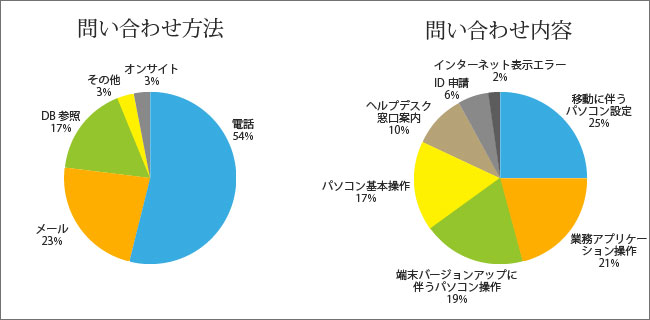 問い合わせ方法
オンサイト
3%
その他
3%
DB 参照
17%
電話
54%
メール
23%
問い合わせ内容
インターネット表示エラー
2%
ID 申請
6%
ヘルプデスク
窓口案内
10%
移動に伴う
パソコン設定
25%
パソコン基本操作
17%
業務アプリケー
ション操作
21%
端末バージョンアップに
伴うパソコン操作
19%